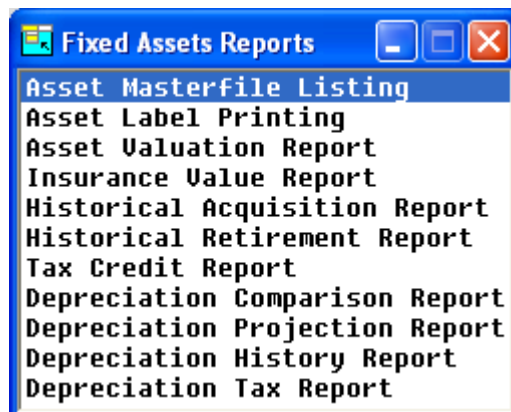 Fixed Assets Reports
Asset Masterfile Listing
Asset Label Printing
Asset Valuation Report
Insurance Value Report
Historical Acquisition Report
Historical Retirement Report
Tax Credit Report
Depreciation Comparison Report
Depreciation Projection Report
Depreciation History Report
Depreciation Tax Report